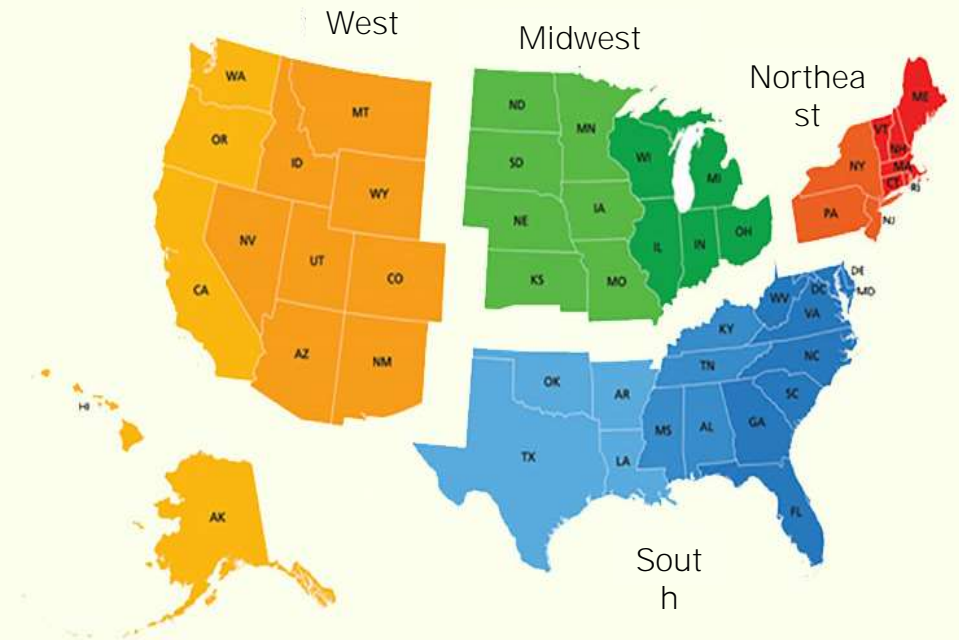 West
Midwest
Northea
st
WA
MT
OR
ID
WY
NV
UT
CO
CA
AZ
NM
HI
AK
ND
MN
SD
WI
MI
NE
IA
IL
IN
OH
KS
MO
ME
VT
NH
NY
MA
CT
RI
PA
NJ
DE
MD
DC
WV
VA
KY
NC
TN
OK
AR
SC
MS
AL
GA
TX
LA
FL
Sout
h